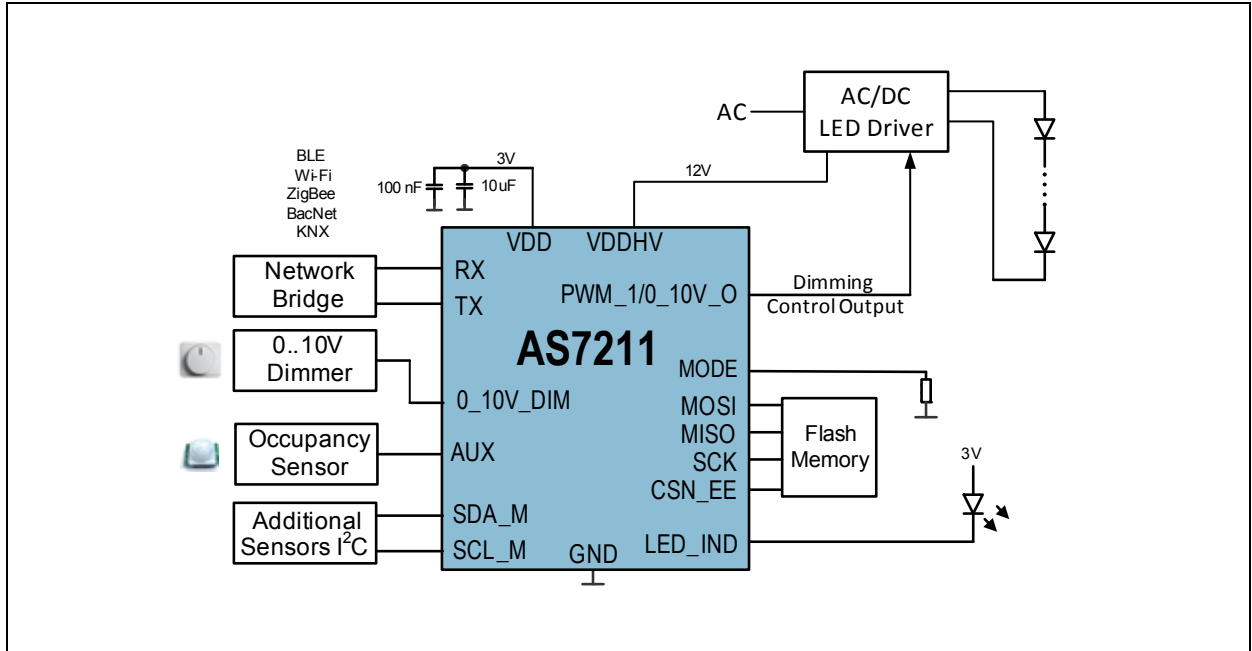 AC
AC/DC
LED Driver
BLE
Wi-Fi
ZigBee
BacNet
KNX
3V
100 nF
10uF
12V
VDD
VDDHV
Network
Bridge
RX
TX
PWM_1/0_10V_O
Dimming
Control Output
AS7211
0..10V
Dimmer
0_10V_DIM
MODE
Occupancy
Sensor
AUX
MOSI
MISO
SCK
CSN_EE
Flash
Memory
3V
Additional
Sensors I²C
SDA_M
SCL_M
GND
LED_IND